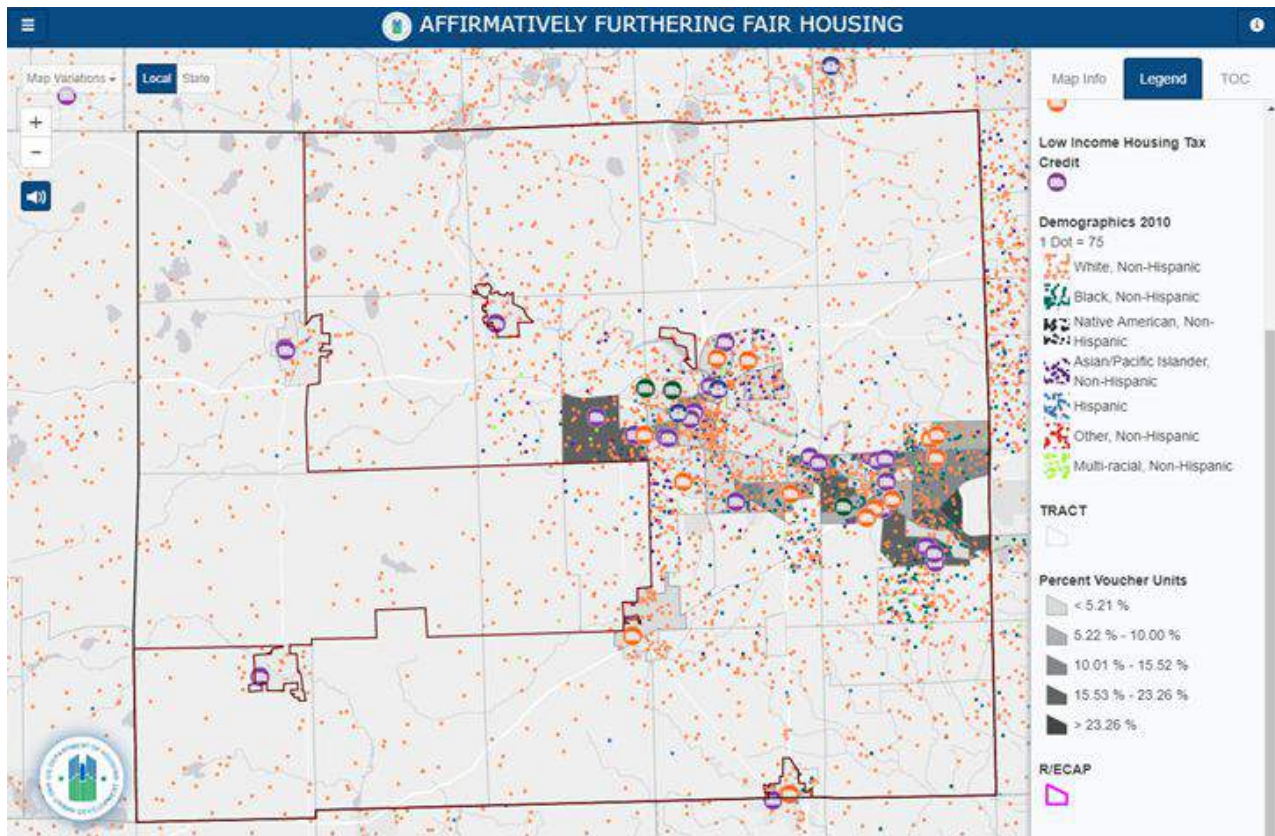 AFFIRMATIVELY FURTHERING FAIR HOUSING
Map Variations
Local State
+
−
Map Info Legend TOC
Low Income Housing Tax
Credit
Demographics 2010
1 Dot = 75
White, Non-Hispanic
Black, Non-Hispanic
Native American, Non-
Hispanic
Asian/Pacific Islander,
Non-Hispanic
Hispanic
Other, Non-Hispanic
Multi-racial, Non-Hispanic
TRACT
Percent Voucher Units
< 5.21 %
5.22 % - 10.00 %
10.01 % - 15.52 %
15.53 % - 23.26 %
> 23.26 %
R/ECAP